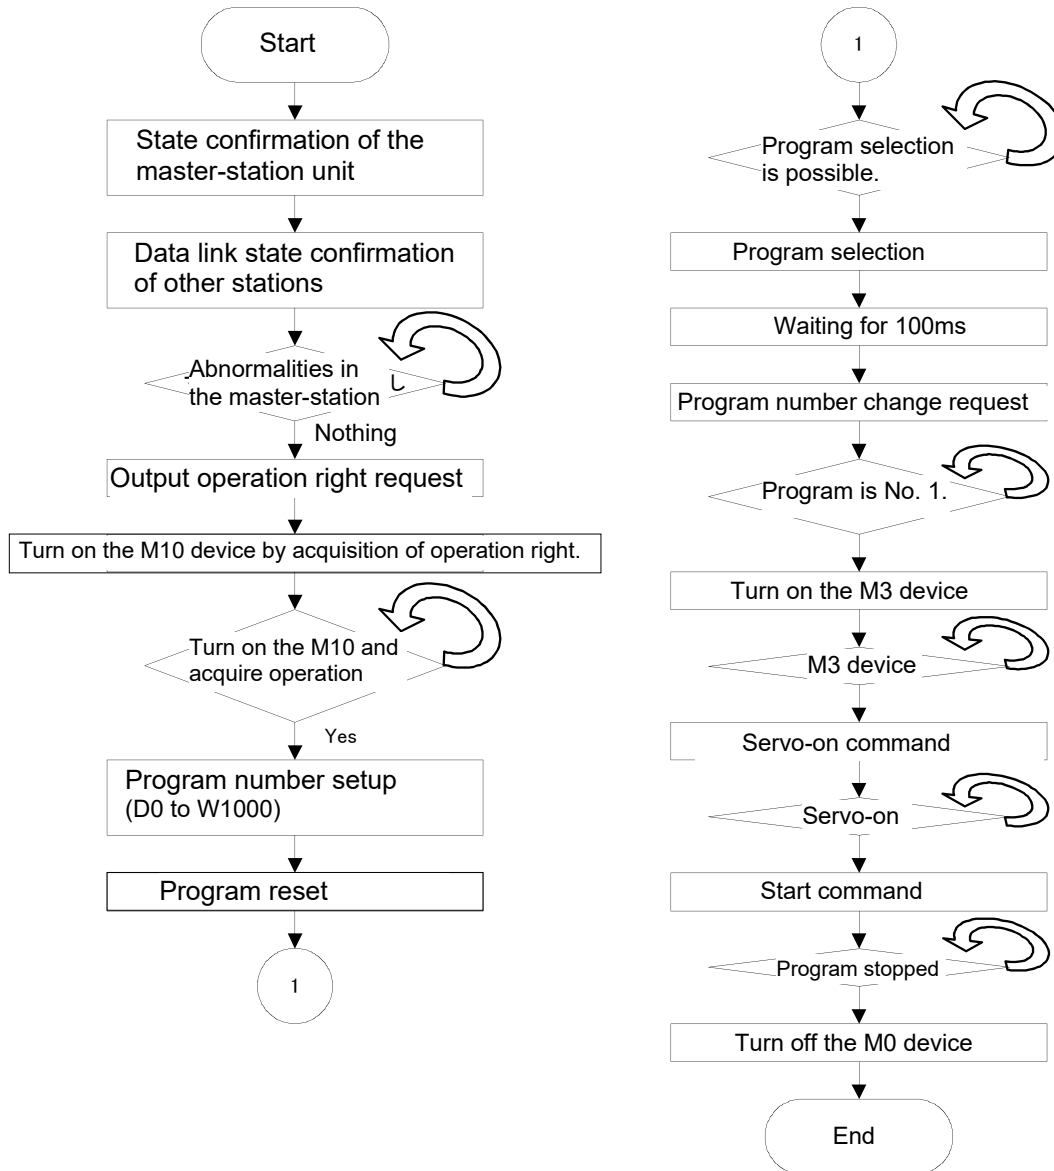 Start
State confirmation of the
master-station unit
Data link state confirmation
of other stations
Abnormalities in
the master-station
し
Nothing
Output operation right request
Turn on the M10 device by acquisition of operation right.
Turn on the M10 and
acquire operation
Yes
Program number setup
(D0 to W1000)
Program reset
1
1
Program selection
is possible.
Program selection
Waiting for 100ms
Program number change request
Program is No. 1.
Turn on the M3 device
M3 device
Servo-on command
Servo-on
Start command
Program stopped
Turn off the M0 device
End